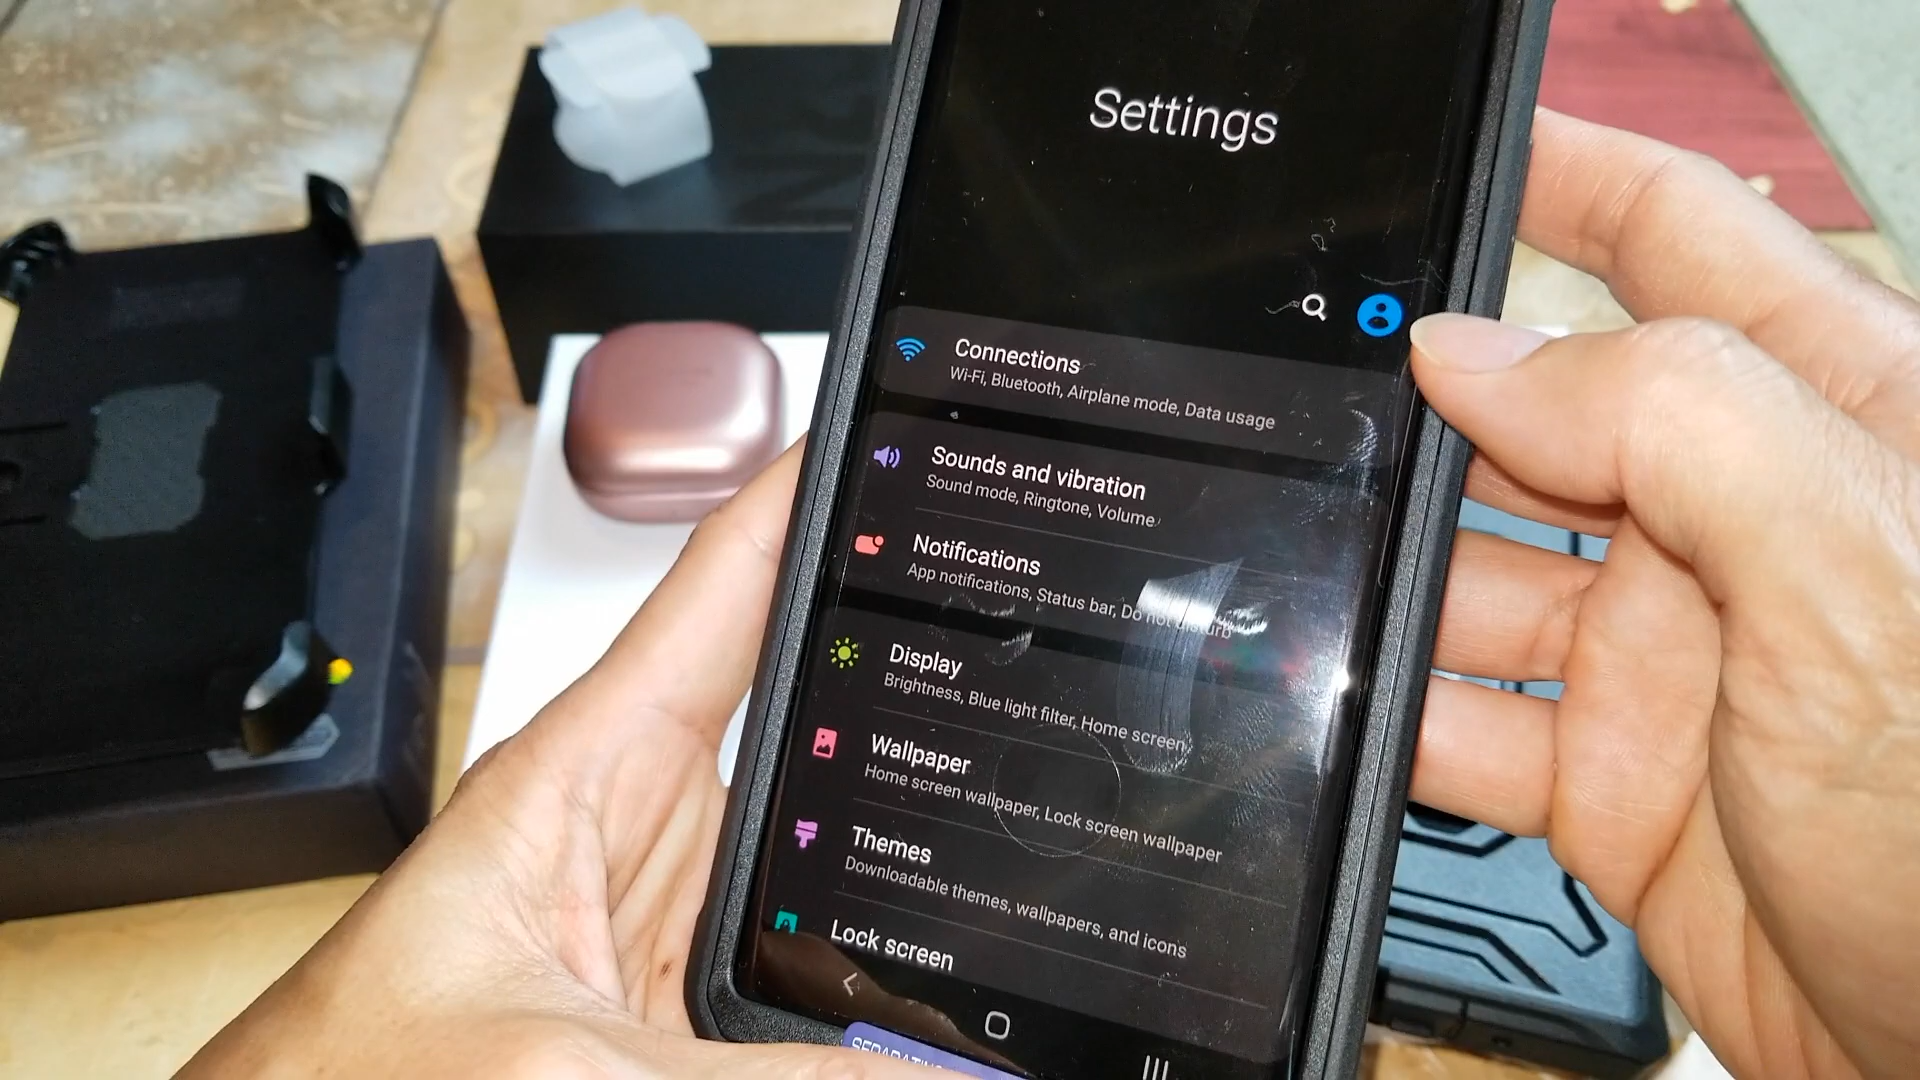 Settings
Connections
Wi-Fi, Bluetooth, Airplane mode, Data usage
Sounds and vibration
Sound mode, Ringtone, Volume
Notifications
App notifications, Status bar, Do not disturb
Display
Brightness, Blue light filter, Home screen
Wallpaper
Home screen wallpaper, Lock screen wallpaper
Themes
Downloadable themes, wallpapers, and icons
Lock screen